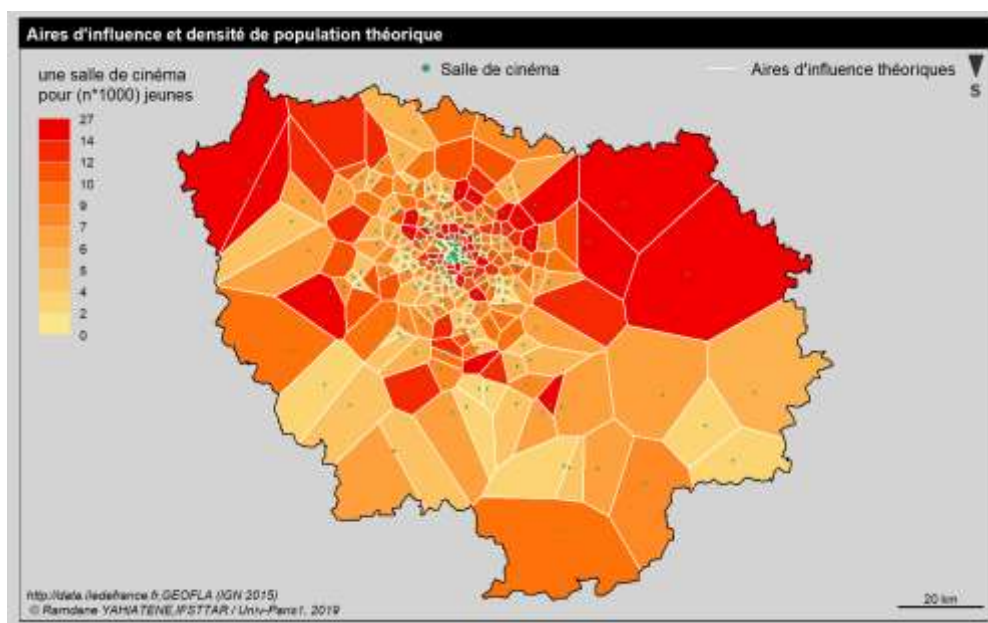 Aires d'influence et densité de population théorique
une salle de cinéma
pour (n*1000) jeunes
Salle de cinéma
Aires d'influence théoriques
S
27
14
12
10
9
7
6
5
4
2
0
http://data.iledefrance.fr,GEOFLA (IGN 2015)
© Ramdane YAHIATENE,IFSTTAR / Univ-Paris1, 2019
20 km